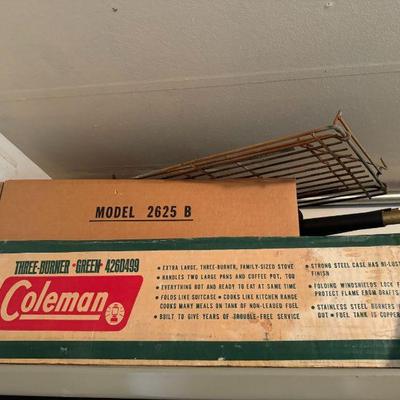 MODEL 2625 B
THREE-BURNER • GREEN • 426D499
Coleman
• EXTRA LARGE, THREE-BURNER, FAMILY-SIZED STOVE
• HANDLES TWO LARGE PANS AND COFFEE POT, TOO
• EVERYTHING HOT AND READY TO EAT AT SAME TIME
• FOLDS LIKE SUITCASE • COOKS LIKE KITCHEN RANGE
COOKS MANY MEALS ON TANK OF NON-LEADED FUEL
• BUILT TO GIVE YEARS OF TROUBLE-FREE SERVICE
• STRONG STEEL CASE HAS
FINISH
• FOLDING WINDSHIELDS LOCK
PROTECT FLAME FROM DRAFTS
• STAINLESS STEEL BURNERS
OUT • FUEL TANK IS